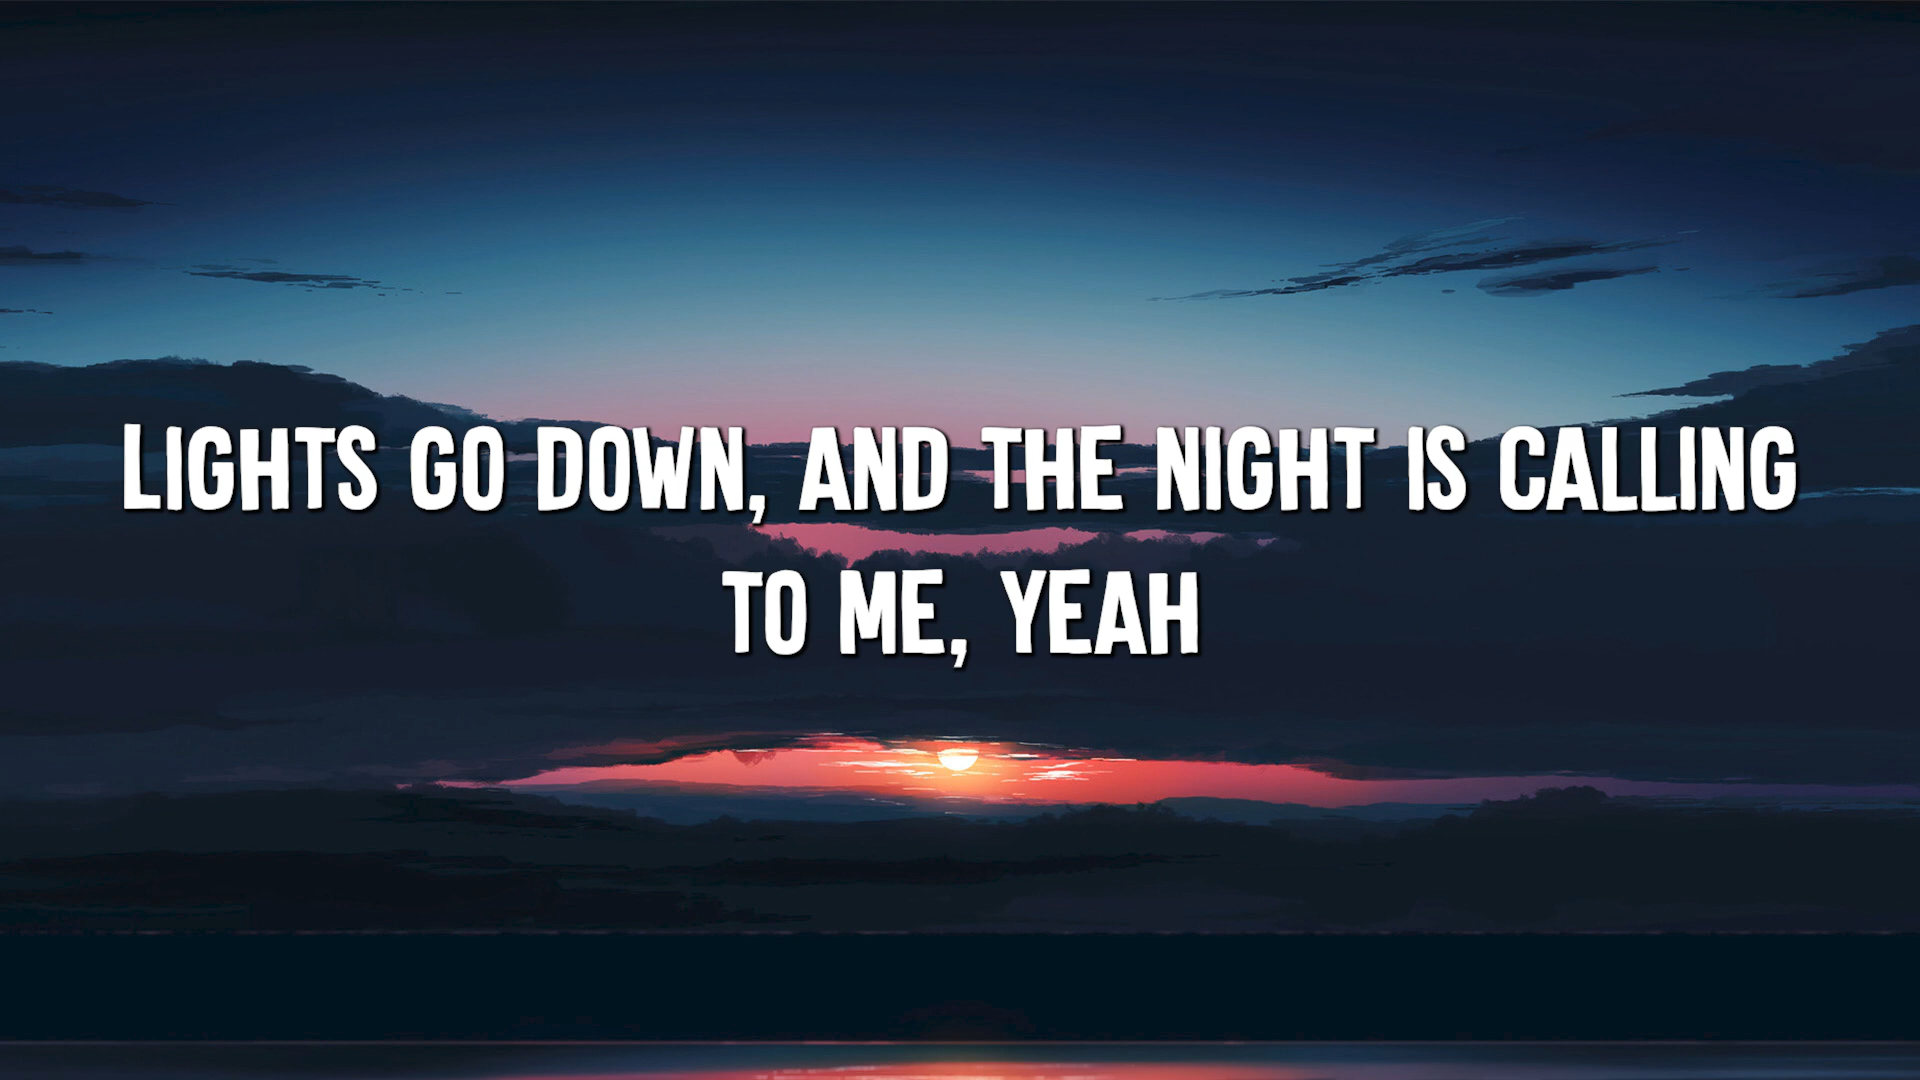 LIGHTS GO DOWN, AND THE NIGHT IS CALLING
TO ME, YEAH